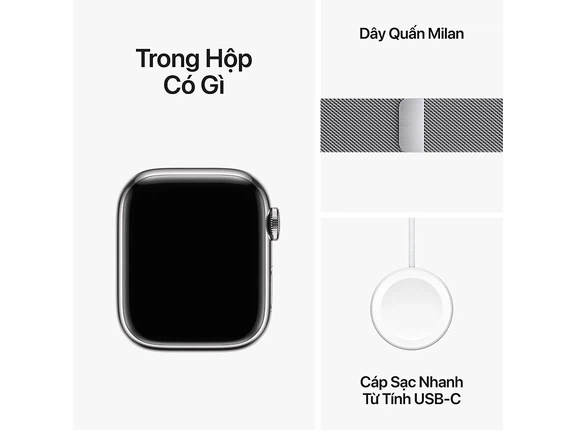 Trong Hộp
Có Gì
Dây Quấn Milan
Cáp Sạc Nhanh
Từ Tính USB-C